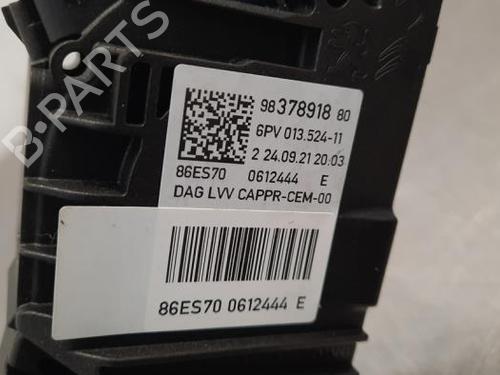 98 378918 80
6PV 013.524-11
2 24.09.21 20:03
86ES70 0612444 E
DAG LVV CAPPR-CEM-00
86ES70 0612444 E
B-PARTS